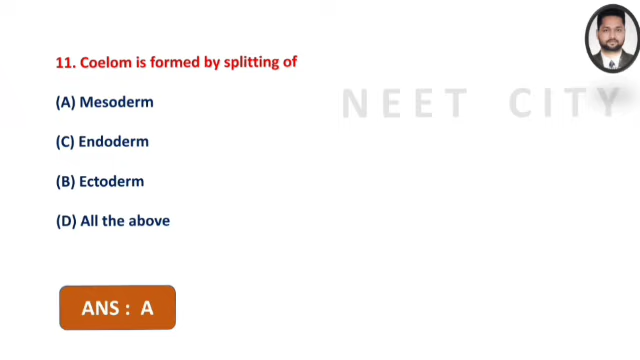 11. Coelom is formed by splitting of
NEET CITY
(A) Mesoderm
(C) Endoderm
(B) Ectoderm
(D) All the above
ANS : A